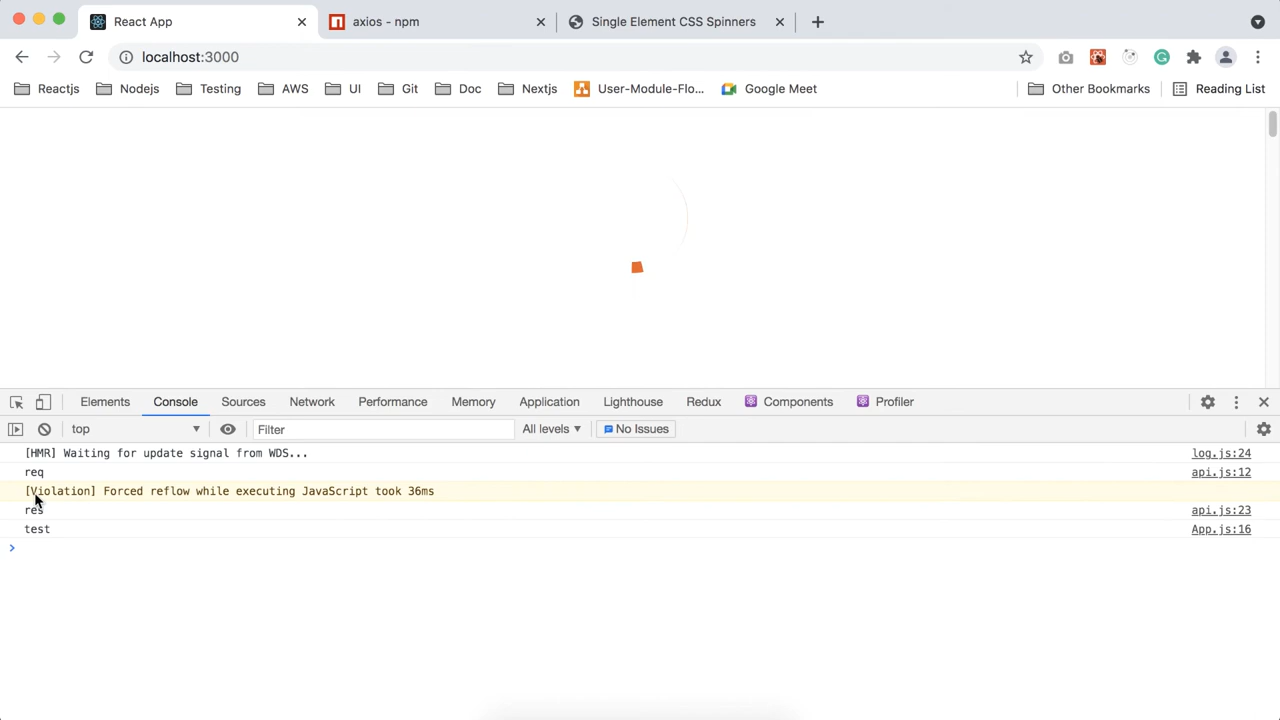 React App
axios - npm
Single Element CSS Spinners
localhost:3000
Reactjs Nodejs Testing AWS UI Git Doc Nextjs User-Module-Flo... Google Meet Other Bookmarks Reading List
Elements Console Sources Network Performance Memory Application Lighthouse Redux Components Profiler
top Filter All levels No Issues
[HMR] Waiting for update signal from WDS... log.js:24
req api.js:12
[Violation] Forced reflow while executing JavaScript took 36ms
res api.js:23
test App.js:16